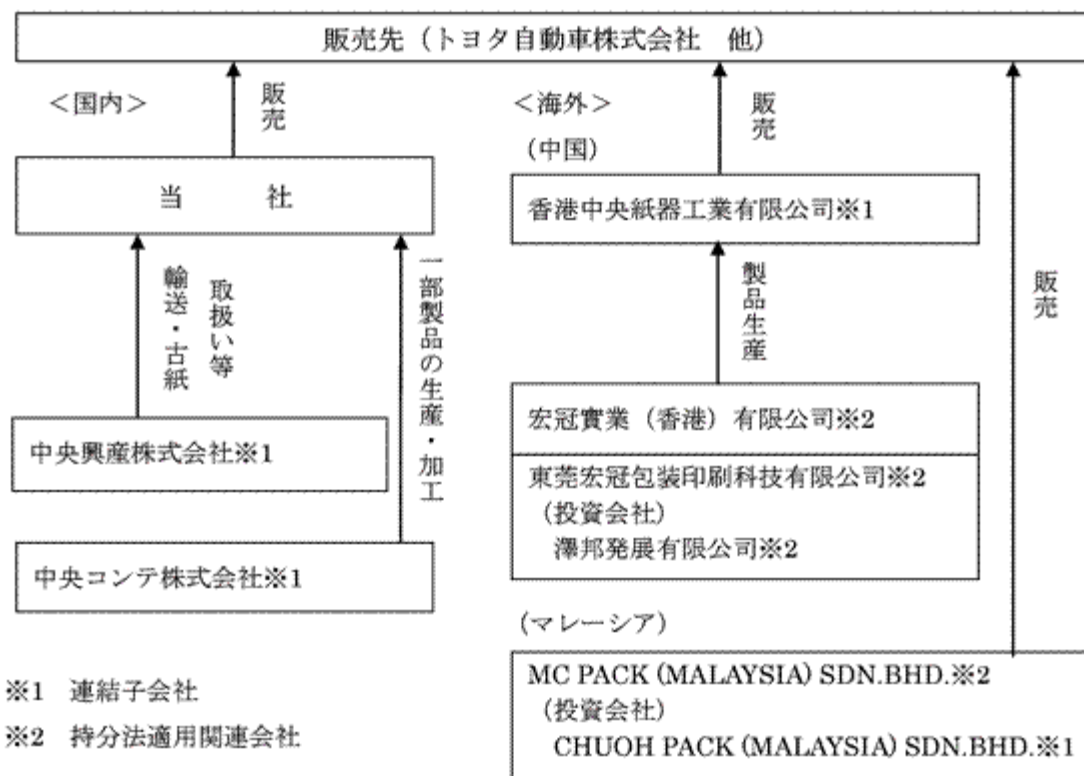 販売先（トヨタ自動車株式会社　他）
＜国内＞
販売
当　　社
輸送・古紙
取扱い等
一部製品の生産・加工
中央興産株式会社※1
中央コンテ株式会社※1
＜海外＞
(中国)
販売
香港中央紙器工業有限公司※1
製品生産
宏冠實業（香港）有限公司※2
東莞宏冠包装印刷科技有限公司※2
(投資会社)
澤邦発展有限公司※2
販売
(マレーシア)
MC PACK (MALAYSIA) SDN.BHD.※2
(投資会社)
CHUOH PACK (MALAYSIA) SDN.BHD.※1
※1　連結子会社
※2　持分法適用関連会社